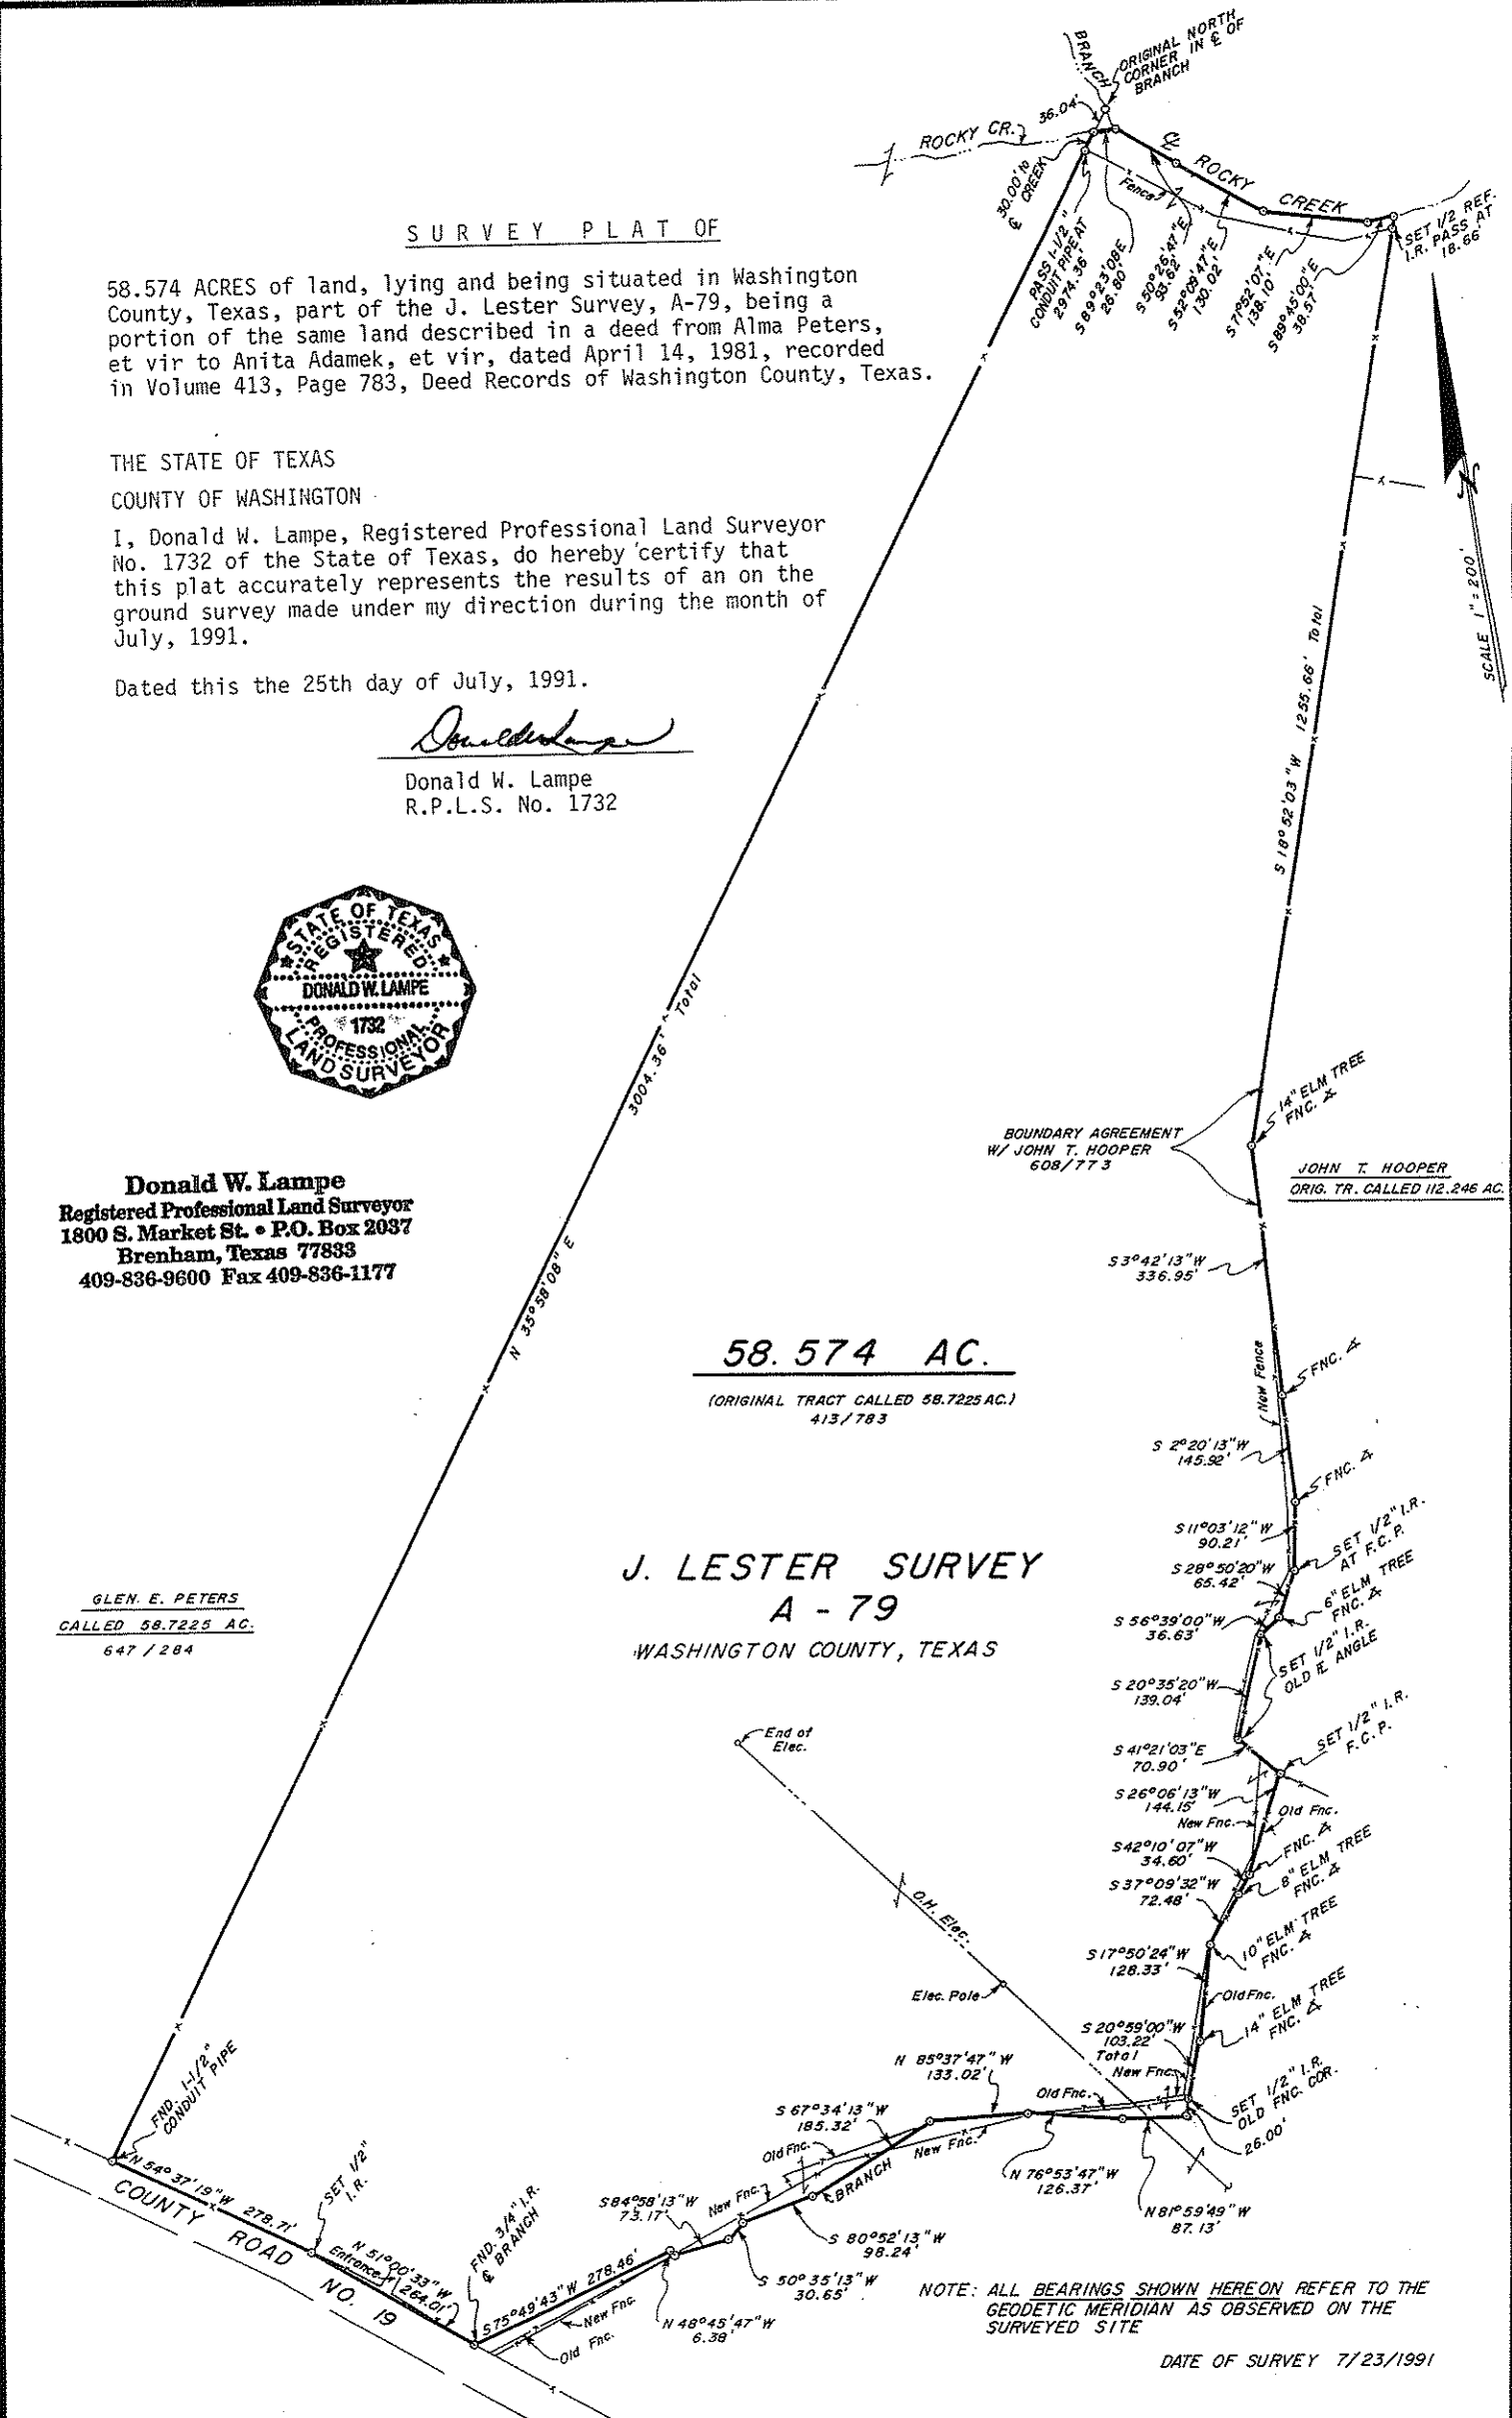 SURVEY PLAT OF
58.574 ACRES of land, lying and being situated in Washington
County, Texas, part of the J. Lester Survey, A-79, being a
portion of the same land described in a deed from Alma Peters,
et vir to Anita Adamek, et vir, dated April 14, 1981, recorded
in Volume 413, Page 783, Deed Records of Washington County, Texas.
THE STATE OF TEXAS
COUNTY OF WASHINGTON
I, Donald W. Lampe, Registered Professional Land Surveyor
No. 1732 of the State of Texas, do hereby certify that
this plat accurately represents the results of an on the
ground survey made under my direction during the month of
July, 1991.
Dated this the 25th day of July, 1991.
Donald W. Lampe
R.P.L.S. No. 1732
STATE OF TEXAS
REGISTERED
DONALD W. LAMPE
1732
PROFESSIONAL
LAND SURVEYOR
Donald W. Lampe
Registered Professional Land Surveyor
1800 S. Market St. • P.O. Box 2037
Brenham, Texas 77833
409-836-9600 Fax 409-836-1177
BRANCH
ORIGINAL NORTH
CORNER IN ℄ OF
BRANCH
36.04'
ROCKY CR.
℄
ROCKY CREEK
Fence
30.00' to
℄ CREEK
PASS 1-1/2"
CONDUIT PIPE AT
2974.36'
S 89°23'08E
26.80'
S 50°26'47"E
93.62'
S 52°09'47"E
130.02'
S 71°52'07"E
138.10'
S 89°45'00"E
38.57'
SET 1/2 REF.
I.R. PASS AT
18.66'
SCALE 1"=200'
S 18°52'03"W 1255.66' Total
3004.36' Total
N 35°58'08" E
14" ELM TREE
FNC. ∡
BOUNDARY AGREEMENT
W/ JOHN T. HOOPER
608/773
JOHN T. HOOPER
ORIG. TR. CALLED 112.246 AC.
S 3°42'13"W
336.95'
New Fence
FNC. ∡
58.574 AC.
(ORIGINAL TRACT CALLED 58.7225 AC.)
413/783
S 2°20'13"W
145.92'
FNC. ∡
S 11°03'12"W
90.21'
SET 1/2" I.R.
AT F.C.P.
S 28°50'20"W
65.42'
6" ELM TREE
FNC. ∡
J. LESTER SURVEY
A - 79
WASHINGTON COUNTY, TEXAS
GLEN. E. PETERS
CALLED 58.7225 AC.
647/284
S 56°39'00"W
36.63'
SET 1/2" I.R.
OLD ℄ ANGLE
S 20°35'20"W
139.04'
End of
Elec.
S 41°21'03"E
70.90'
SET 1/2" I.R.
F.C.P.
S 26°06'13"W
144.15'
New Fnc.
Old Fnc.
S 42°10'07"W
34.60'
FNC. ∡
S 37°09'32"W
72.48'
8" ELM TREE
FNC. ∡
O.H. Elec.
10" ELM TREE
FNC. ∡
S 17°50'24"W
128.33'
Elec. Pole
Old Fnc.
14" ELM TREE
FNC. ∡
S 20°59'00"W
103.22'
Total
New Fnc.
SET 1/2" I.R.
OLD FNC. COR.
26.00'
N 85°37'47"W
133.02'
Old Fnc.
S 67°34'13"W
185.32'
Old Fnc.
New Fnc.
BRANCH
N 76°53'47"W
126.37'
N 81°59'49"W
87.13'
S 84°58'13"W
73.17'
New Fnc.
S 80°52'13"W
98.24'
S 50°35'13"W
30.65'
N 48°45'47"W
6.38'
FND. 1-1/2"
CONDUIT PIPE
N 54°37'19"W 278.71'
SET 1/2"
I.R.
N 51°00'33"W
264.01'
Entrance
FND. 3/4" I.R.
℄ BRANCH
S 75°49'43"W 278.46'
New Fnc.
Old Fnc.
COUNTY ROAD NO. 19
NOTE: ALL BEARINGS SHOWN HEREON REFER TO THE
GEODETIC MERIDIAN AS OBSERVED ON THE
SURVEYED SITE
DATE OF SURVEY 7/23/1991